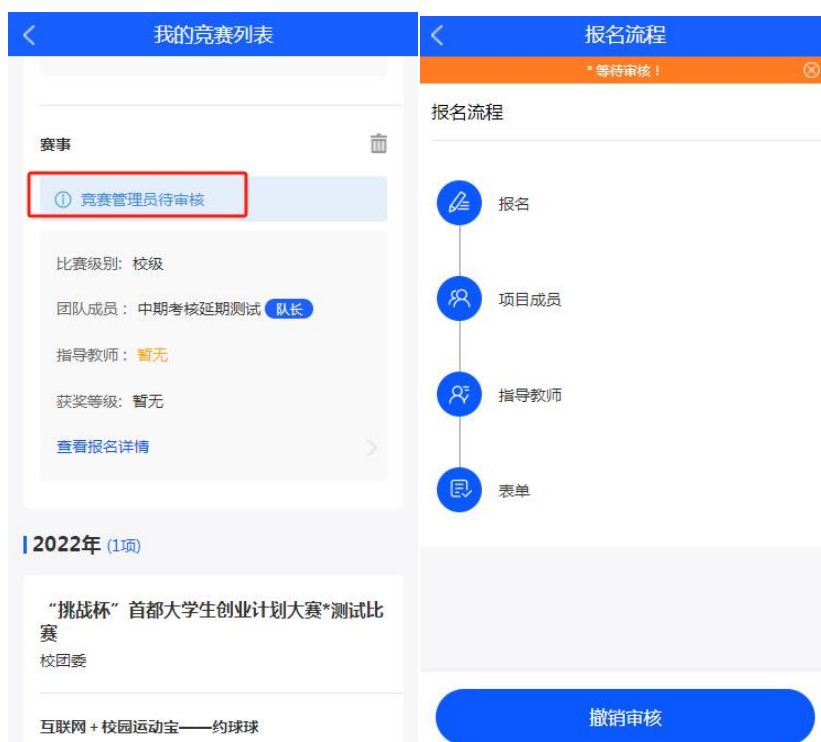 我的竞赛列表
赛事
竞赛管理员待审核
比赛级别: 校级
团队成员： 中期考核延期测试 队长
指导教师： 暂无
获奖等级: 暂无
查看报名详情
2022年 (1项)
“挑战杯”首都大学生创业计划大赛*测试比
赛
校团委
互联网+校园运动宝——约球球
报名流程
* 等待审核！
报名流程
报名
项目成员
指导教师
表单
撤销审核